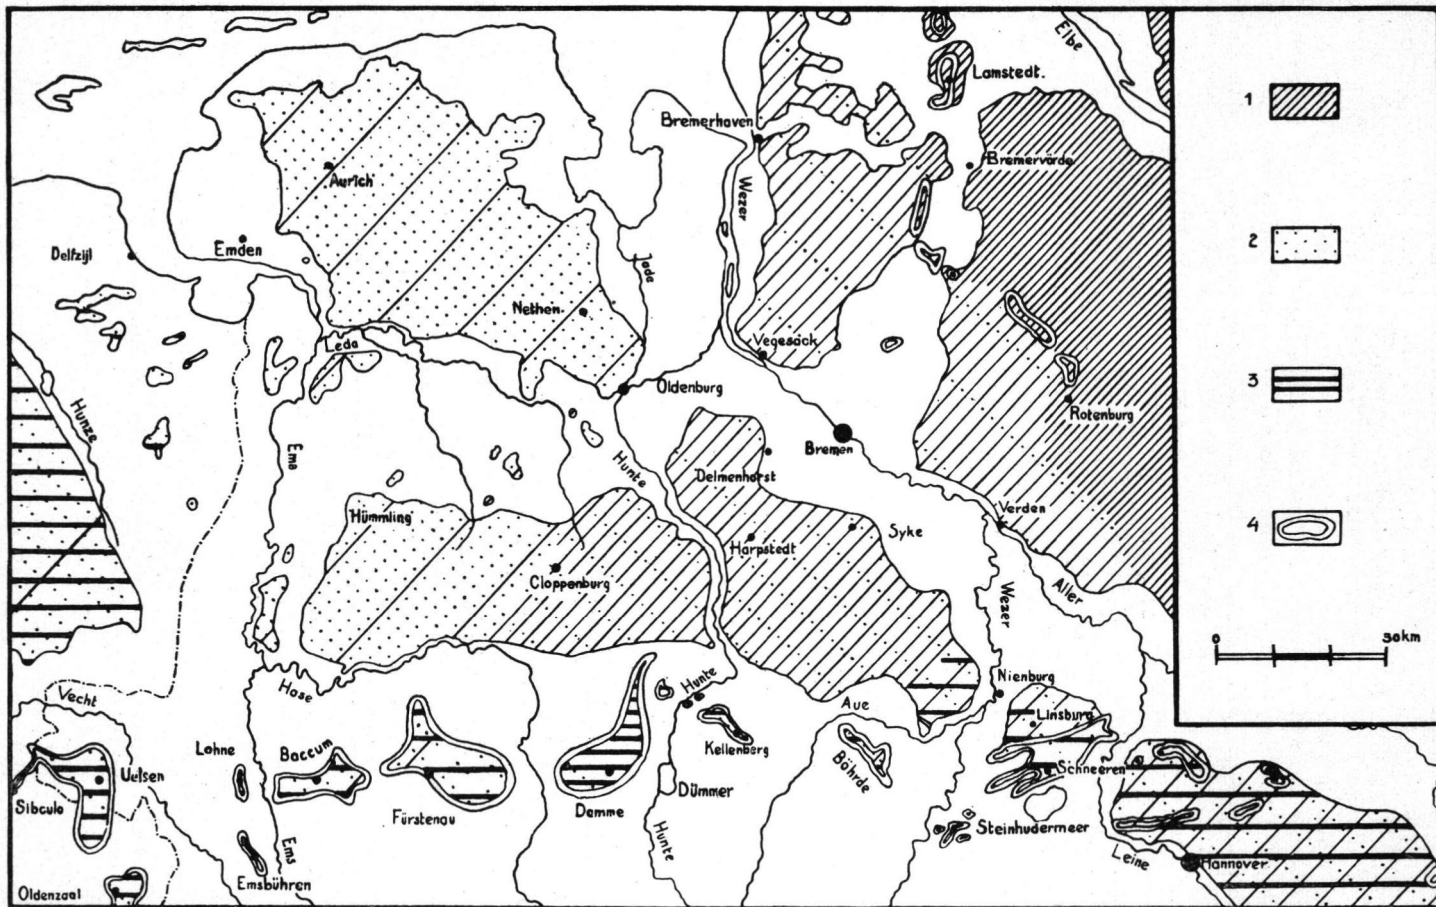 Elbe
Lamstedt.
1
Bremerhaven
Bremervörde
Aurich
Wezer
Emden
2
Delfzijl
Jade
Nethen
Leda
Vegesack
Oldenburg
3
Hunze
Rotenburg
Ems
Bremen
Hunte
Delmenhorst
Hümmling
Verden
Syke
4
Harpstedt
Cloppenburg
Aller
Wezer
0
30km
Hase
Hunte
Nienburg
Vecht
Aue
Linsburg
Lohne
Baccum
Kellenberg
Böhrde
Schneeren
Uelsen
Dümmer
Sibculo
Fürstenau
Damme
Steinhudermeer
Hunte
Leine
Hannover
Ems
Emsbühren
Oldenzaal